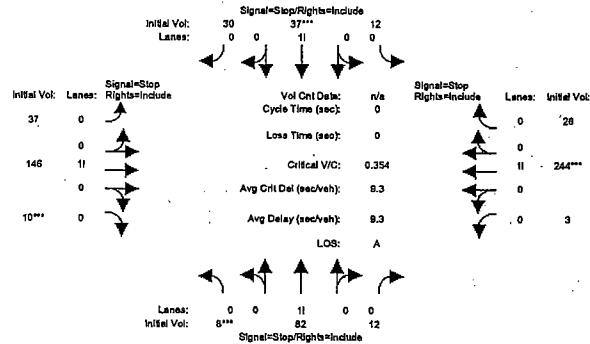 Signal=Stop/Rights=Include
Initial Vol: 30 37*** 12
Lanes: 0 0 1! 0 0
Signal=Stop
Rights=Include
Initial Vol: Lanes:
Vol Cnt Data: n/a
Cycle Time (sec): 0
Signal=Stop
Rights=Include
Lanes: Initial Vol:
37 0
0 28
0
Loss Time (sec): 0
0
146 1!
Critical V/C: 0.354
1! 244***
0
Avg Crit Del (sec/veh): 9.3
0
10*** 0
Avg Delay (sec/veh): 9.3
0 3
LOS: A
Lanes: 0 0 1! 0 0
Initial Vol: 8*** 82 12
Signal=Stop/Rights=Include